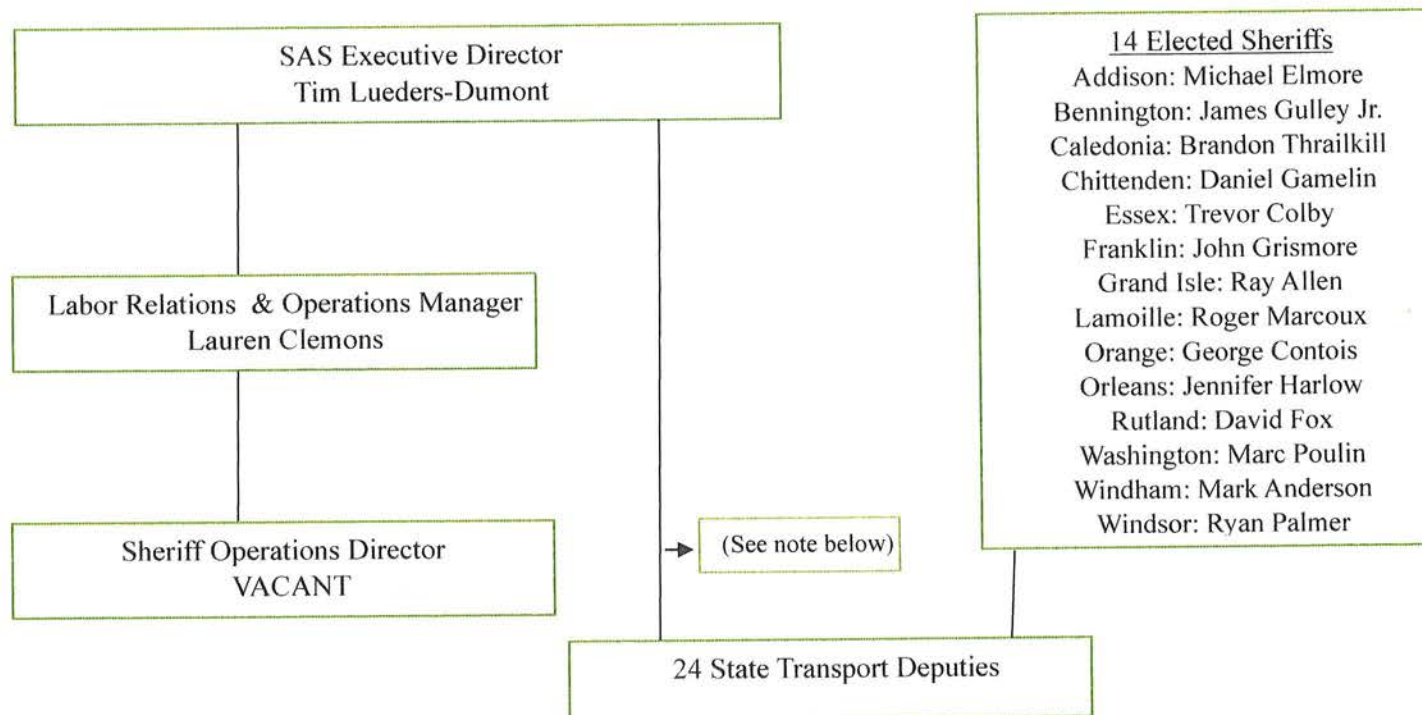 SAS Executive Director
Tim Lueders-Dumont
Labor Relations & Operations Manager
Lauren Clemons
Sheriff Operations Director
VACANT
(See note below)
24 State Transport Deputies
14 Elected Sheriffs
Addison: Michael Elmore
Bennington: James Gulley Jr.
Caledonia: Brandon Thrailkill
Chittenden: Daniel Gamelin
Essex: Trevor Colby
Franklin: John Grismore
Grand Isle: Ray Allen
Lamoille: Roger Marcoux
Orange: George Contois
Orleans: Jennifer Harlow
Rutland: David Fox
Washington: Marc Poulin
Windham: Mark Anderson
Windsor: Ryan Palmer